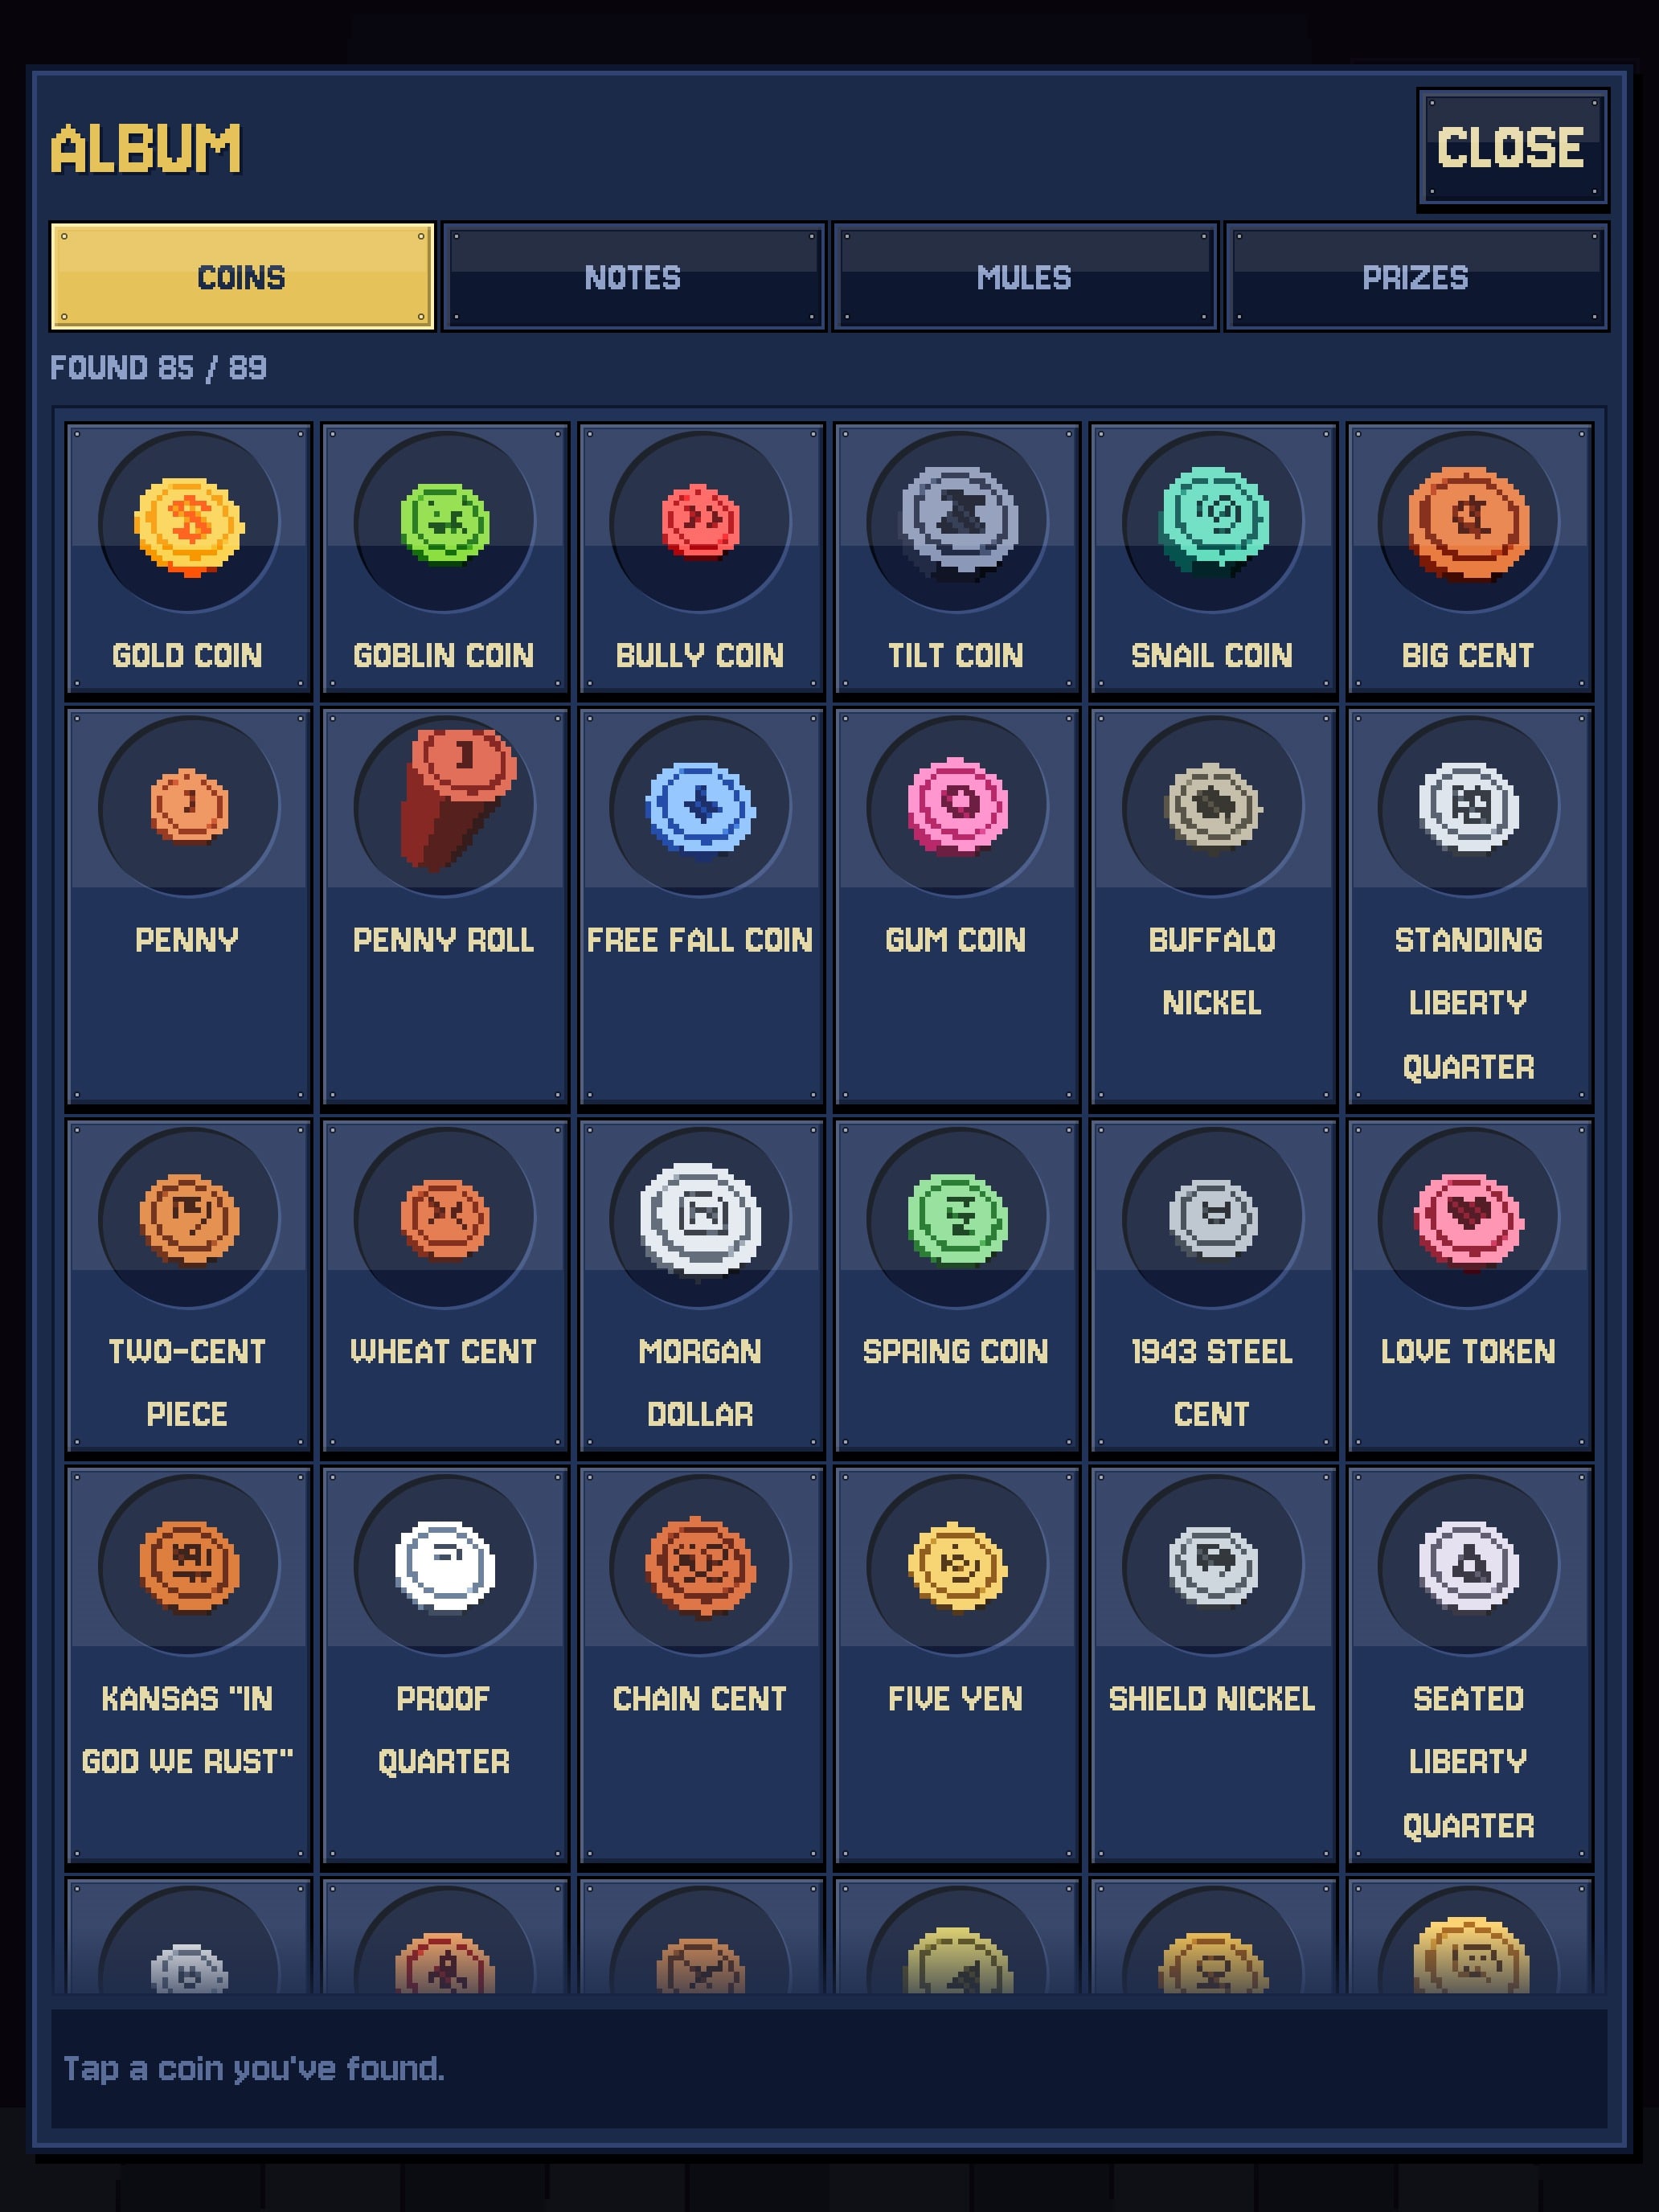 ALBUM
CLOSE
COINS
NOTES
MULES
PRIZES
FOUND 85 / 89
GOLD COIN
GOBLIN COIN
BULLY COIN
TILT COIN
SNAIL COIN
BIG CENT
PENNY
PENNY ROLL
FREE FALL COIN
GUM COIN
BUFFALO
NICKEL
STANDING
LIBERTY
QUARTER
TWO-CENT
PIECE
WHEAT CENT
MORGAN
DOLLAR
SPRING COIN
1943 STEEL
CENT
LOVE TOKEN
KANSAS "IN
GOD WE RUST"
PROOF
QUARTER
CHAIN CENT
FIVE YEN
SHIELD NICKEL
SEATED
LIBERTY
QUARTER
Tap a coin you've found.